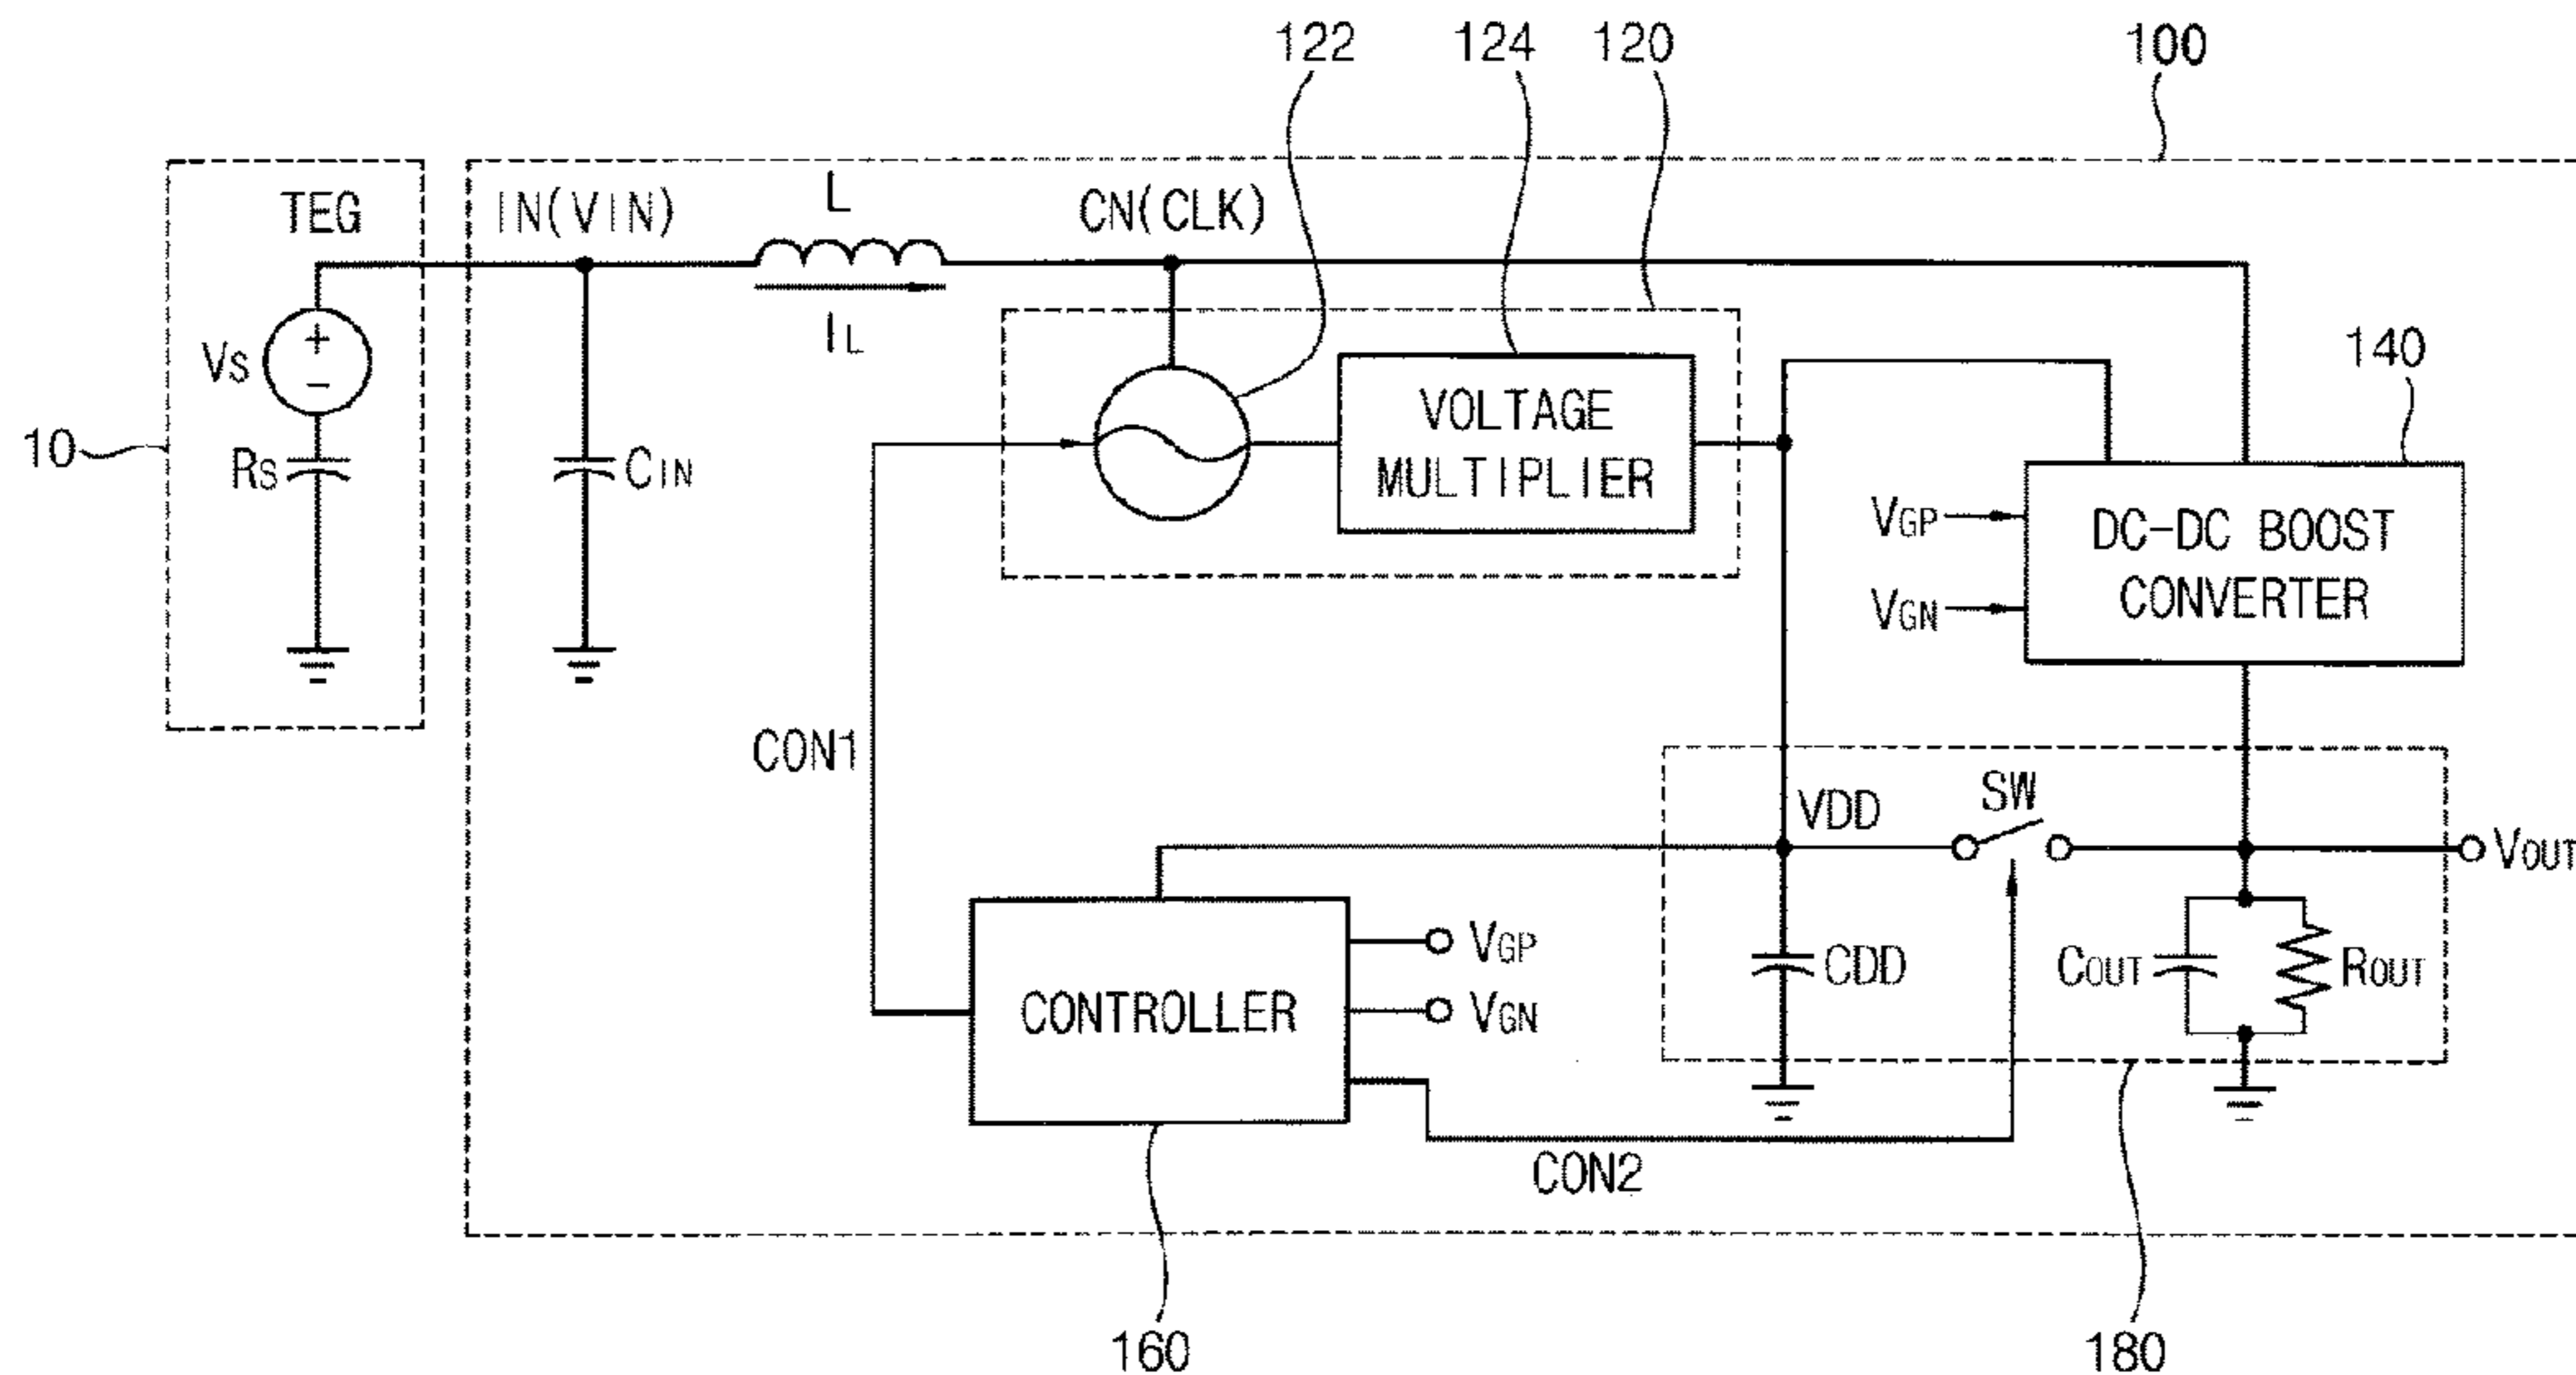 122
124
120
100
TEG
IN(VIN)
L
CN(CLK)
IL
VS
+
-
RS
10
CIN
VOLTAGE
MULTIPLIER
140
VGP
VGN
DC-DC BOOST
CONVERTER
CON1
VDD
SW
VOUT
CONTROLLER
VGP
VGN
CDD
COUT
ROUT
CON2
160
180